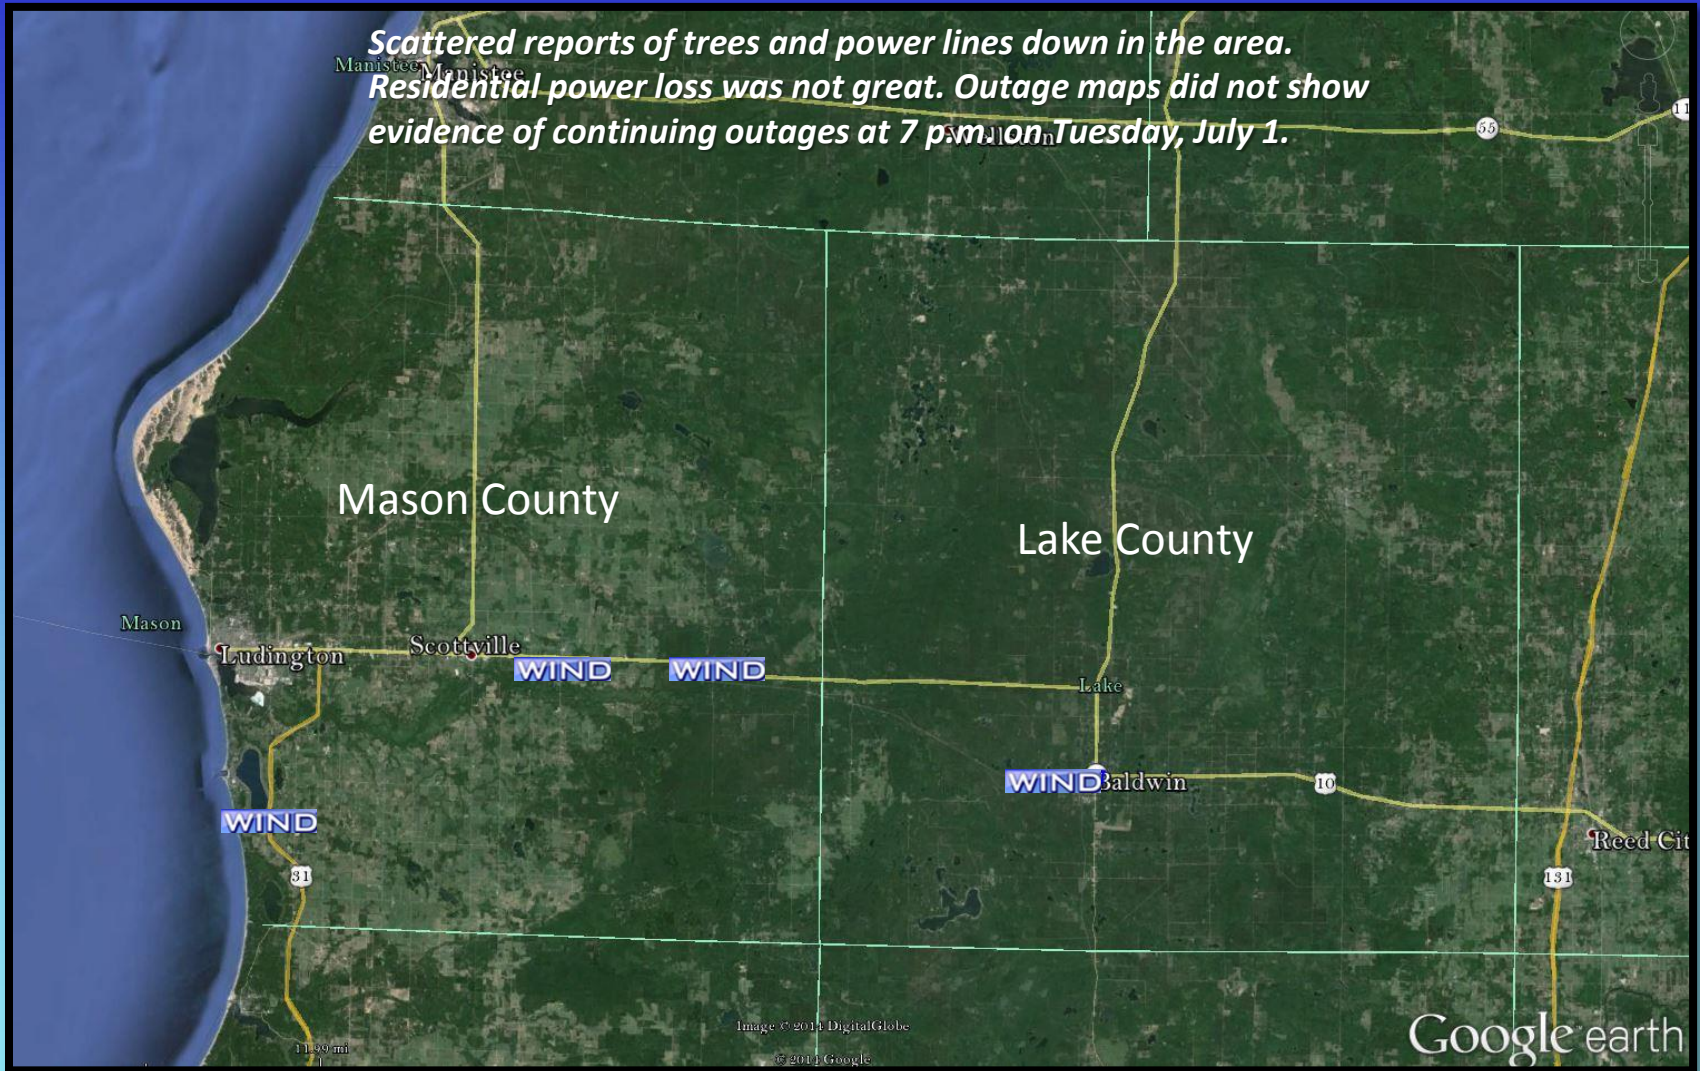 Scattered reports of trees and power lines down in the area.
Manistee
Manistee
Residential power loss was not great. Outage maps did not show
evidence of continuing outages at 7 p.m. on Tuesday, July 1.
Wellston
11
55
Mason County
Lake County
Mason
Ludington
Scottville
WIND
WIND
Lake
WIND
Baldwin
10
WIND
Reed Cit
31
131
Image © 2014 DigitalGlobe
© 2014 Google
11.99 mi
Google earth